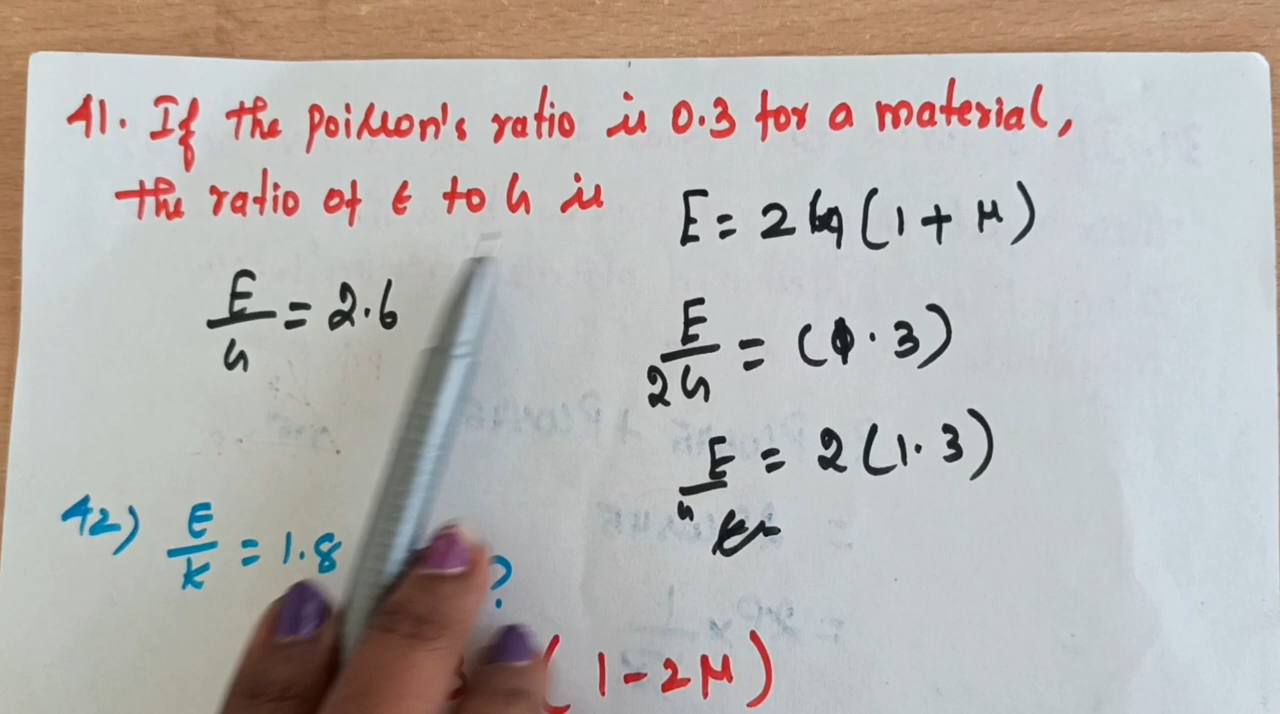 41. If the poisson's ratio is 0.3 for a material,
the ratio of E to G is
E = 2G(1 + μ)
E/G = 2.6
E/2G = (1.3)
E/G = 2(1.3)
42) E/K = 1.8 ?
(1 - 2μ)